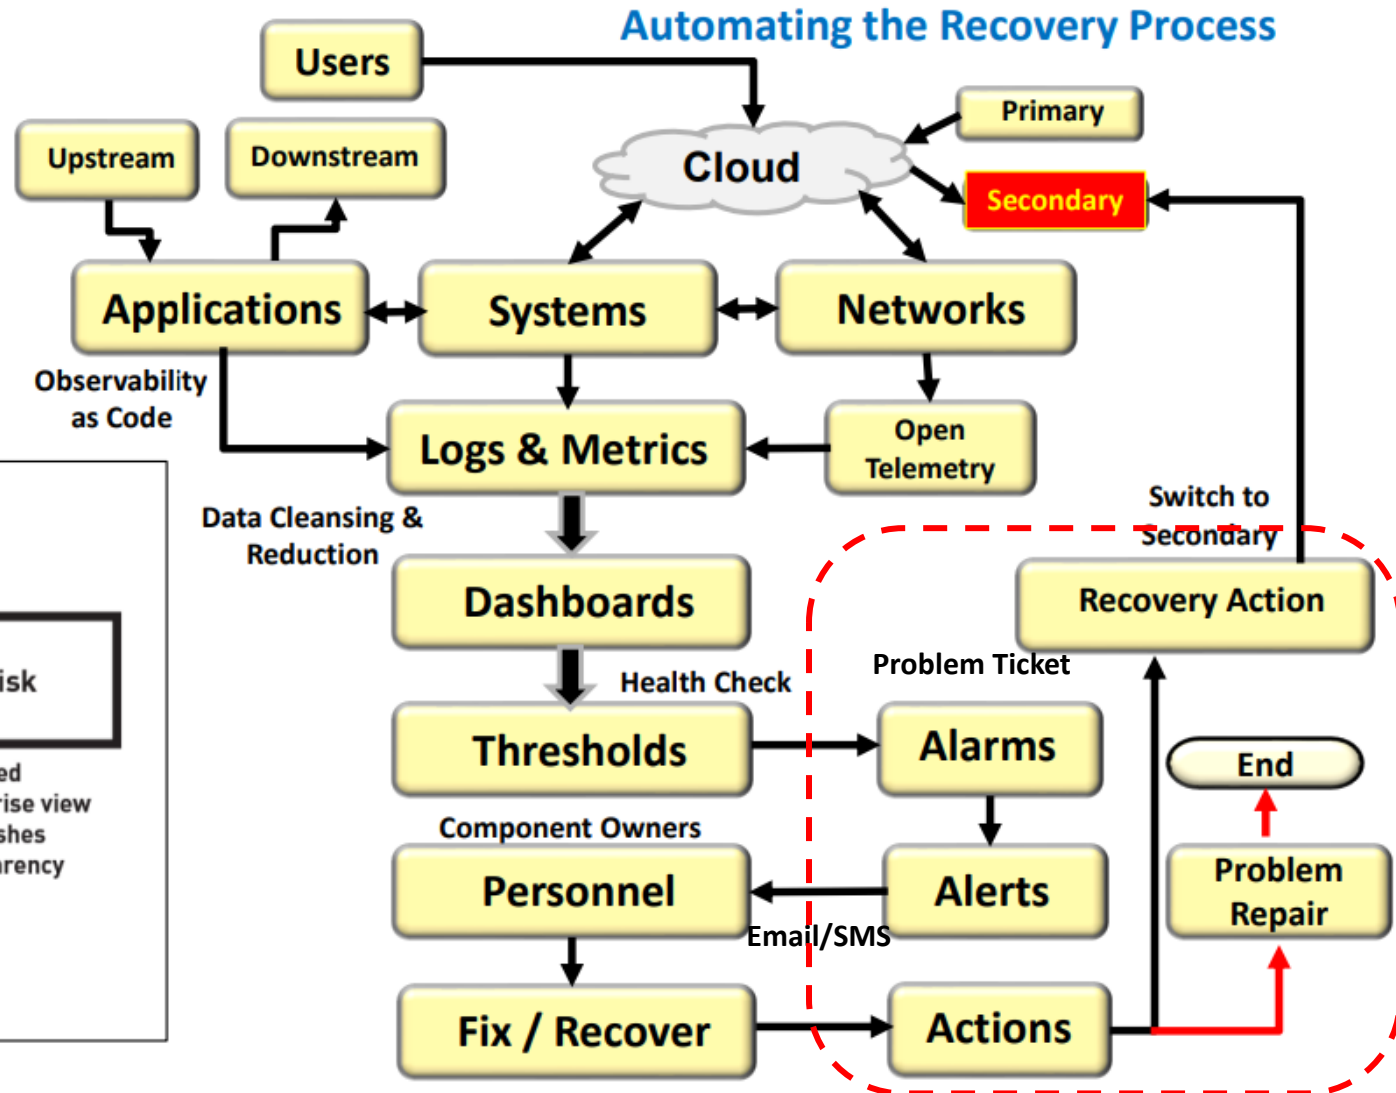 Automating the Recovery Process
Users
Primary
Upstream
Downstream
Cloud
Secondary
Applications
Systems
Networks
Observability
as Code
Logs & Metrics
Open
Telemetry
Data Cleansing &
Reduction
Switch to
Secondary
Dashboards
Recovery Action
Health Check
Problem Ticket
Thresholds
Alarms
End
rise view
Component Owners
Personnel
Alerts
Problem
Repair
Email/SMS
Fix / Recover
Actions